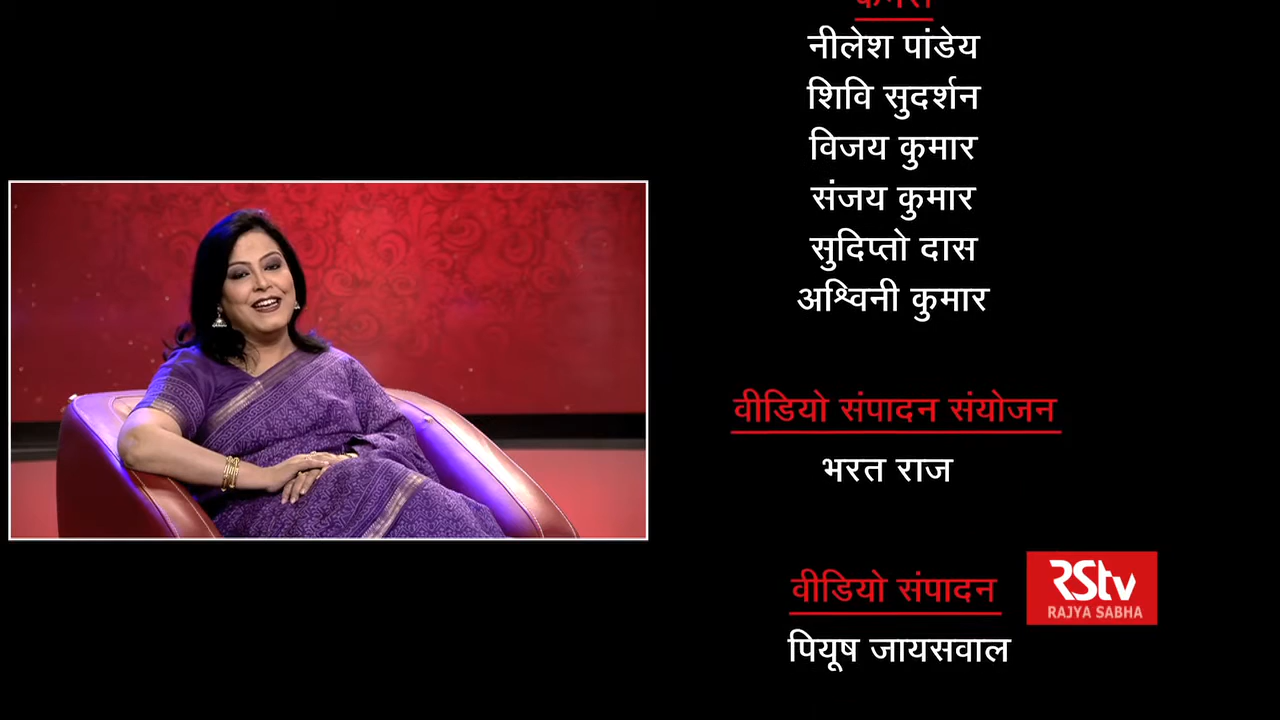 नीलेश पांडेय
शिवि सुदर्शन
विजय कुमार
संजय कुमार
सुदिप्तो दास
अश्विनी कुमार
वीडियो संपादन संयोजन
भरत राज
वीडियो संपादन
पियूष जायसवाल
RStv
RAJYA SABHA